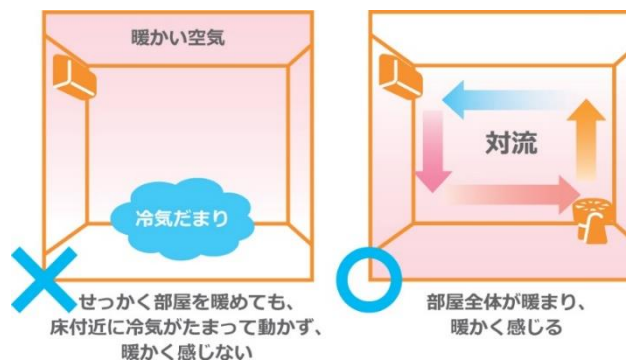 暖かい空気
冷気だまり
せっかく部屋を暖めても、
床付近に冷気がたまって動かず、
暖かく感じない
対流
部屋全体が暖まり、
暖かく感じる